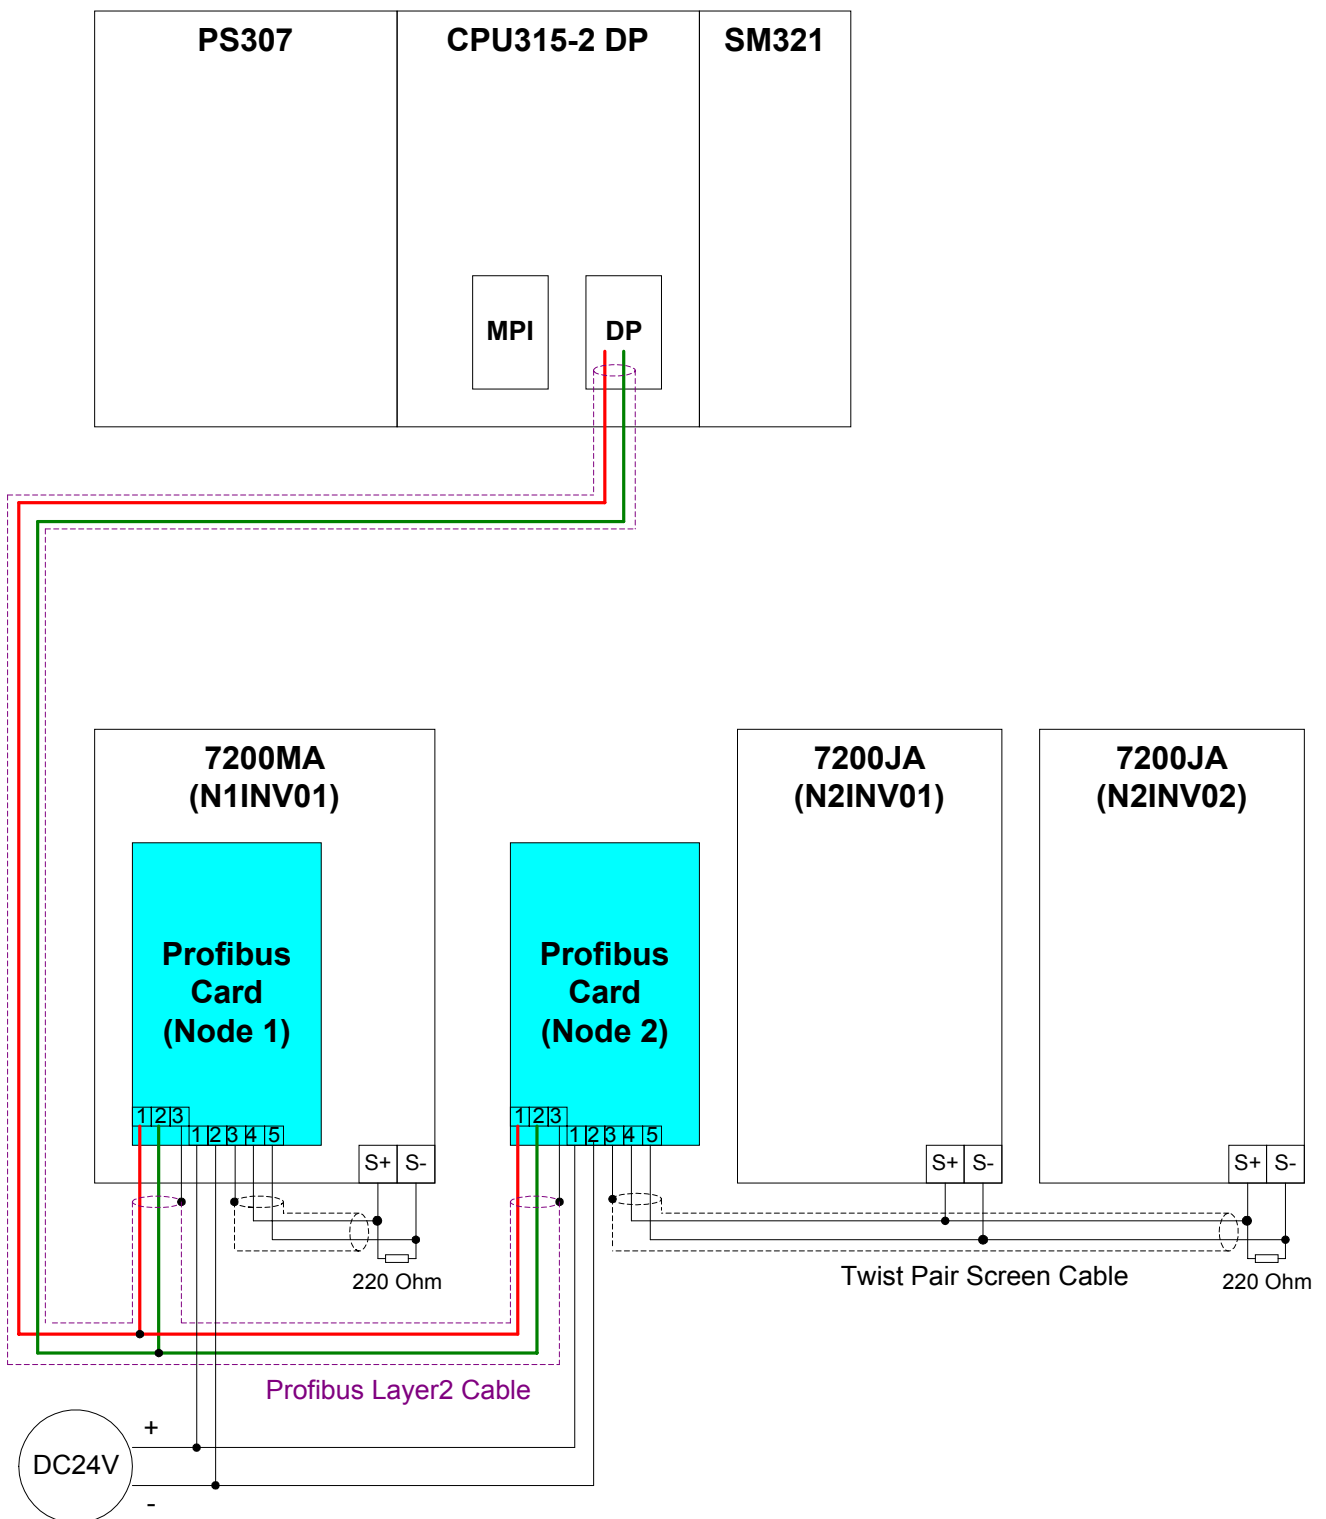 PS307
CPU315-2 DP
SM321
MPI
DP
7200MA
(N1INV01)
7200JA
(N2INV01)
7200JA
(N2INV02)
Profibus
Card
(Node 1)
Profibus
Card
(Node 2)
1 2 3
1 2 3 4 5
1 2 3
1 2 3 4 5
S+ S-
S+ S-
S+ S-
220 Ohm
Twist Pair Screen Cable
220 Ohm
Profibus Layer2 Cable
+
DC24V
-